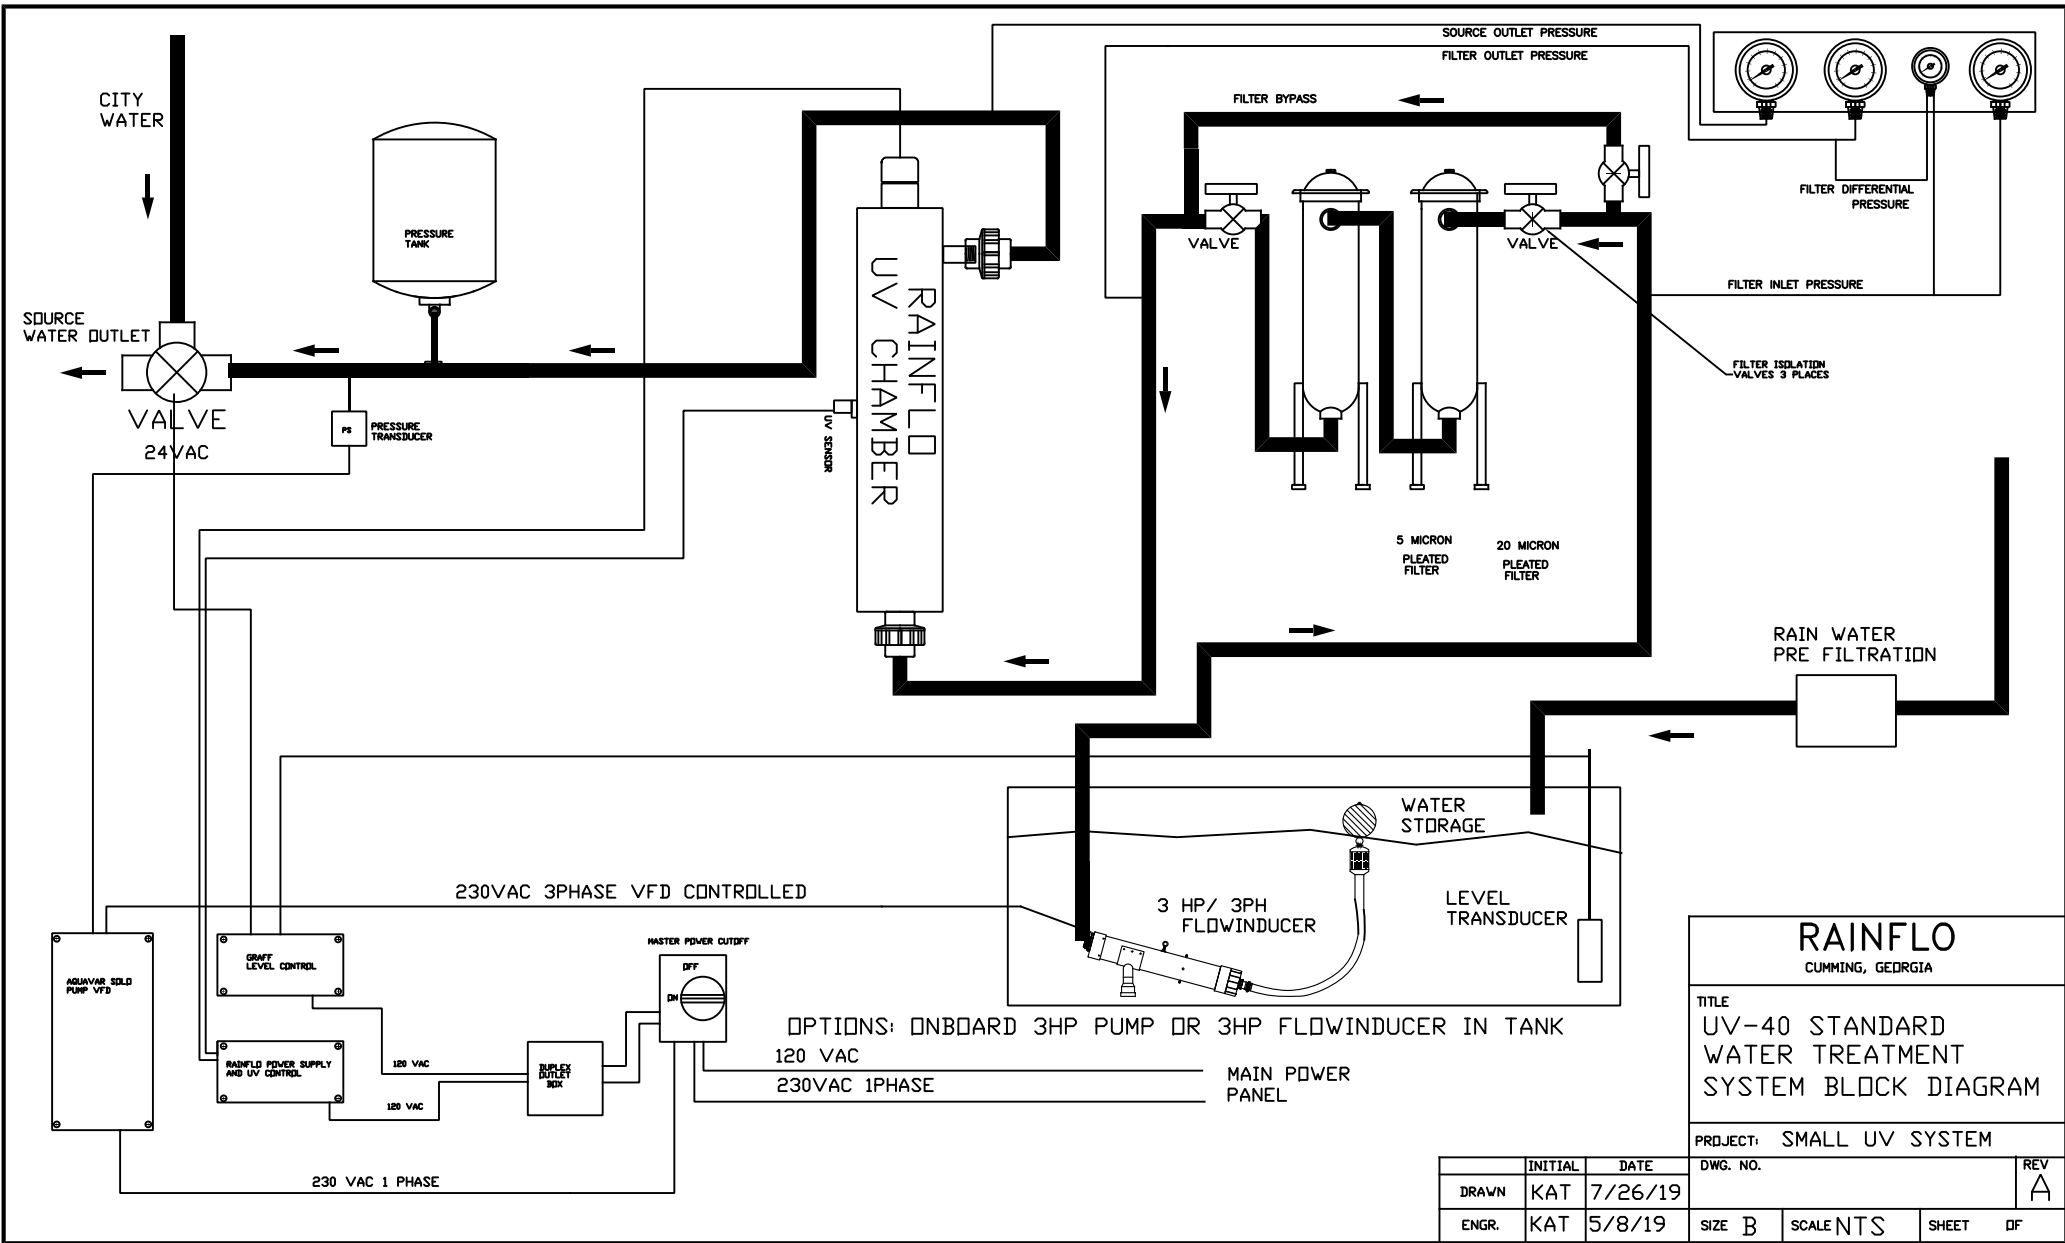 SOURCE OUTLET PRESSURE
FILTER OUTLET PRESSURE
CITY
WATER
FILTER BYPASS
FILTER DIFFERENTIAL
PRESSURE
PRESSURE
TANK
VALVE
VALVE
FILTER INLET PRESSURE
SOURCE
WATER OUTLET
RAINFLO
UV CHAMBER
FILTER ISOLATION
VALVES 3 PLACES
VALVE
24VAC
PS
PRESSURE
TRANSDUCER
UV SENSOR
5 MICRON
PLEATED
FILTER
20 MICRON
PLEATED
FILTER
RAIN WATER
PRE FILTRATION
WATER
STORAGE
230VAC 3PHASE VFD CONTROLLED
3 HP/ 3PH
FLOWINDUCER
LEVEL
TRANSDUCER
MASTER POWER CUTOFF
OFF
ON
GRAFF
LEVEL CONTROL
AQUAVAR SOLO
PUMP VFD
OPTIONS: ONBOARD 3HP PUMP OR 3HP FLOWINDUCER IN TANK
RAINFLO POWER SUPPLY
AND UV CONTROL
120 VAC
120 VAC
DUPLEX
OUTLET
BOX
120 VAC
230VAC 1PHASE
MAIN POWER
PANEL
230 VAC 1 PHASE
RAINFLO
CUMMING, GEORGIA
TITLE
UV-40 STANDARD
WATER TREATMENT
SYSTEM BLOCK DIAGRAM
PROJECT: SMALL UV SYSTEM
INITIAL DATE DWG. NO. REV
DRAWN KAT 7/26/19 A
ENGR. KAT 5/8/19 SIZE B SCALE NTS SHEET OF